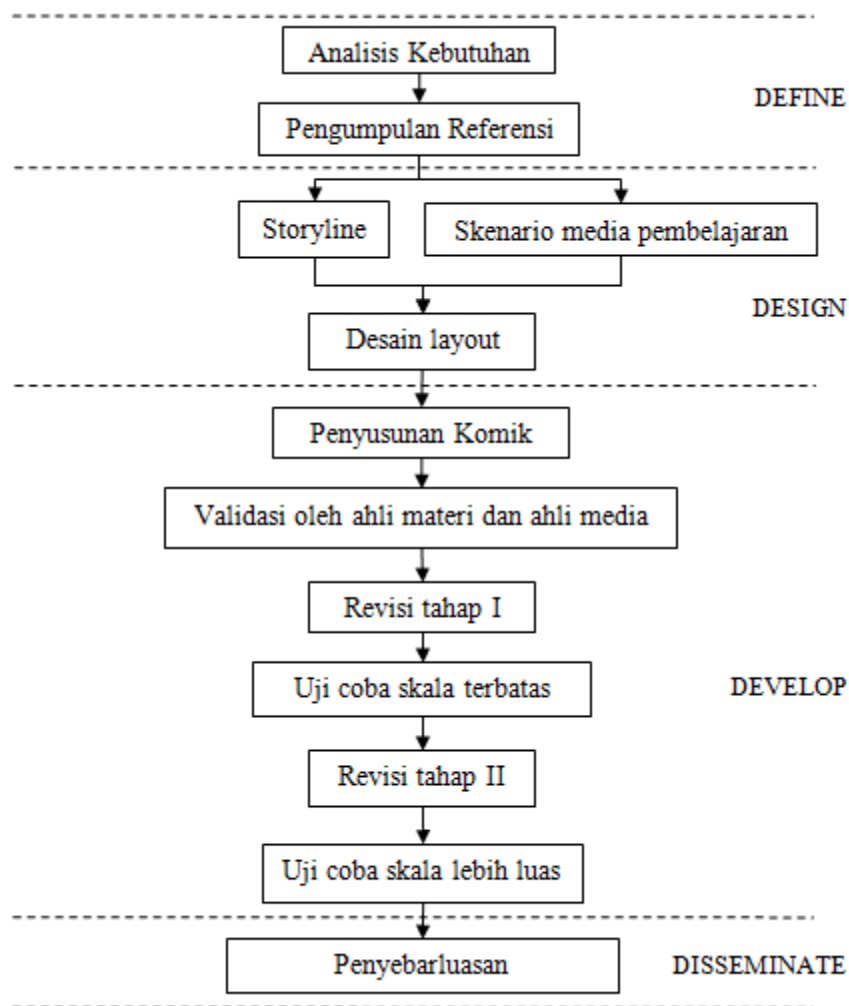 Analisis Kebutuhan
DEFINE
Pengumpulan Referensi
Storyline
Skenario media pembelajaran
DESIGN
Desain layout
Penyusunan Komik
Validasi oleh ahli materi dan ahli media
Revisi tahap I
Uji coba skala terbatas
DEVELOP
Revisi tahap II
Uji coba skala lebih luas
Penyebarluasan
DISSEMINATE